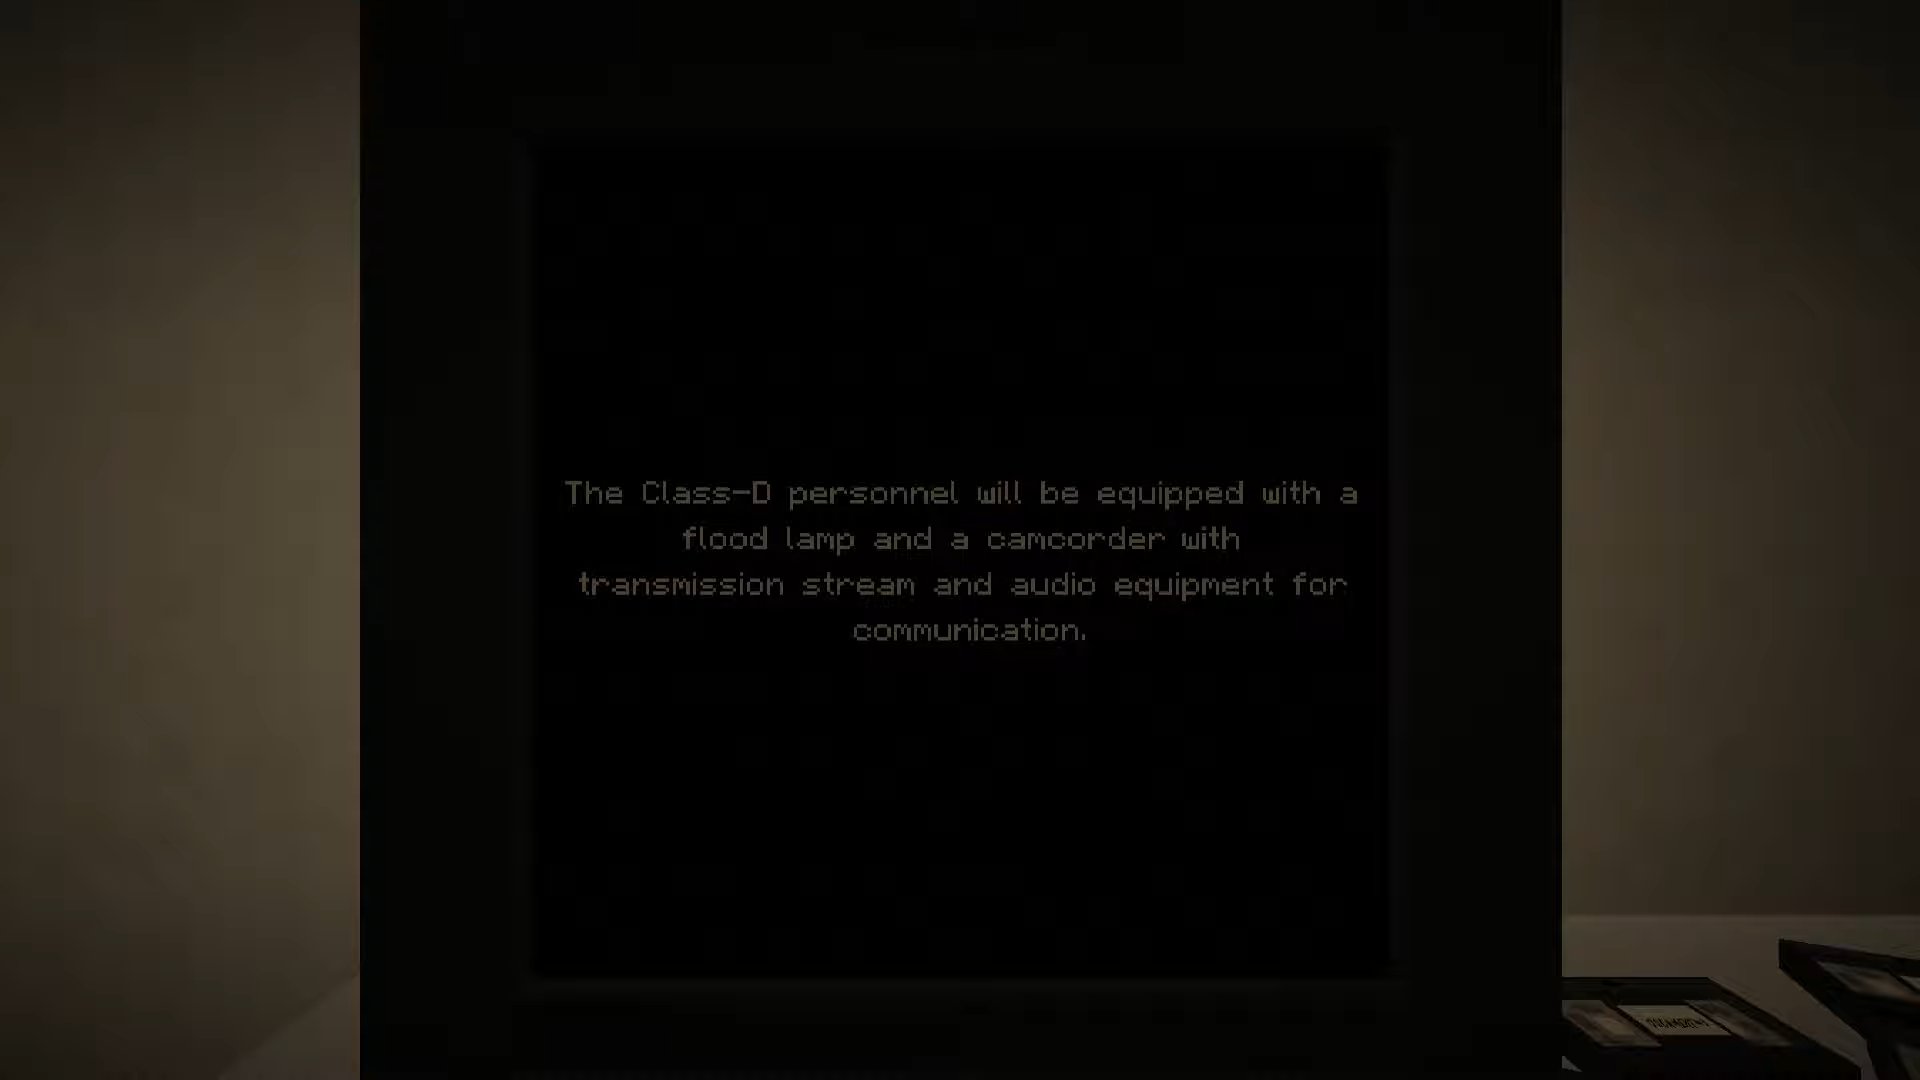 The Class-D personnel will be equipped with a
flood lamp and a camcorder with
transmission stream and audio equipment for
communication.